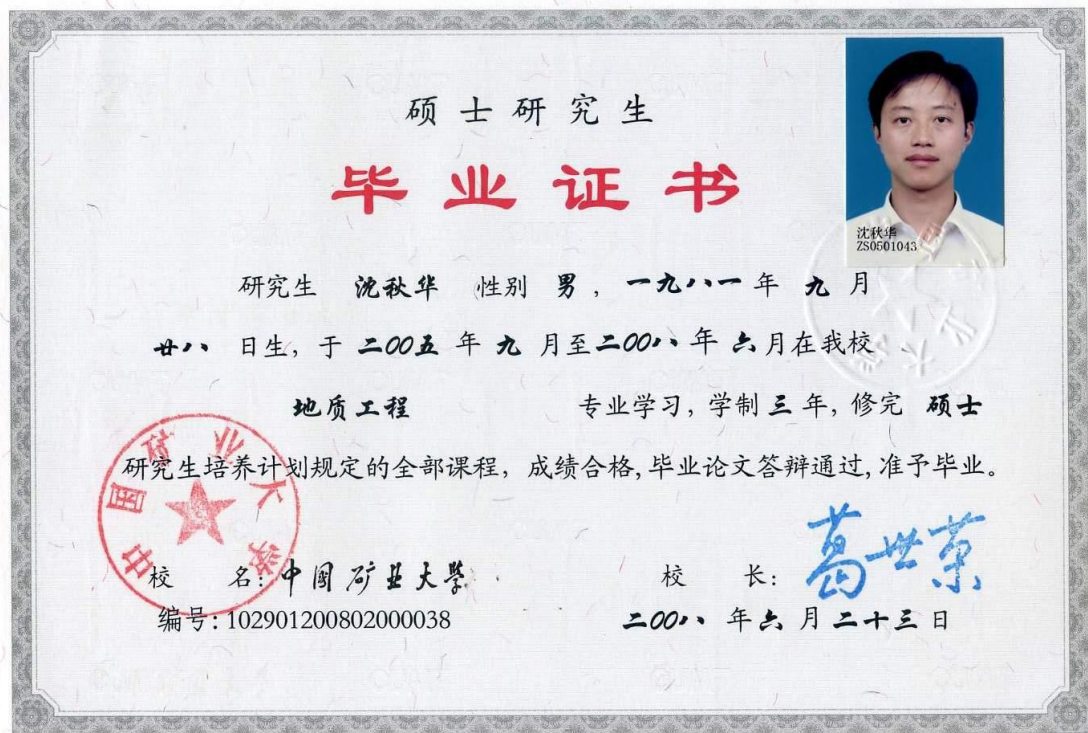 硕士研究生
毕业证书
沈秋华
ZS0501043
研究生 沈秋华 性别 男，一九八一年 九 月
廿八 日生，于 二00五 年 九 月至二00八 年 六月在我校
地质工程 专业学习，学制 三 年，修完 硕士
研究生培养计划规定的全部课程，成绩合格，毕业论文答辩通过，准予毕业。
中国矿业大学
校 名：中国矿业大学
校 长：葛世荣
编号：102901200802000038
二00八 年 六 月 二十三 日